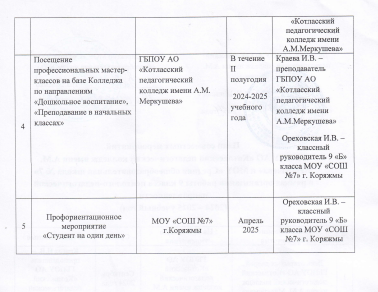 «Котласский
педагогический
колледж имени
А.М.Меркушева»
4
Посещение
профессиональных мастер-
классов на базе Колледжа
по направлениям
«Дошкольное воспитание»,
«Преподавание в начальных
классах»
ГБПОУ АО
«Котласский
педагогический
колледж имени А.М.
Меркушева»
В течение
II
полугодия
2024-2025
учебного
года
Краева И.В. –
преподаватель
ГБПОУ АО
«Котласский
педагогический
колледж имени
А.М.Меркушева»
Ореховская И.В. –
классный
руководитель 9 «Б»
класса МОУ «СОШ
№7» г. Коряжмы
5
Профориентационное
мероприятие
«Студент на один день»
МОУ «СОШ №7»
г.Коряжмы
Апрель
2025
Ореховская И.В. –
классный
руководитель 9 «Б»
класса МОУ «СОШ
№7» г. Коряжмы